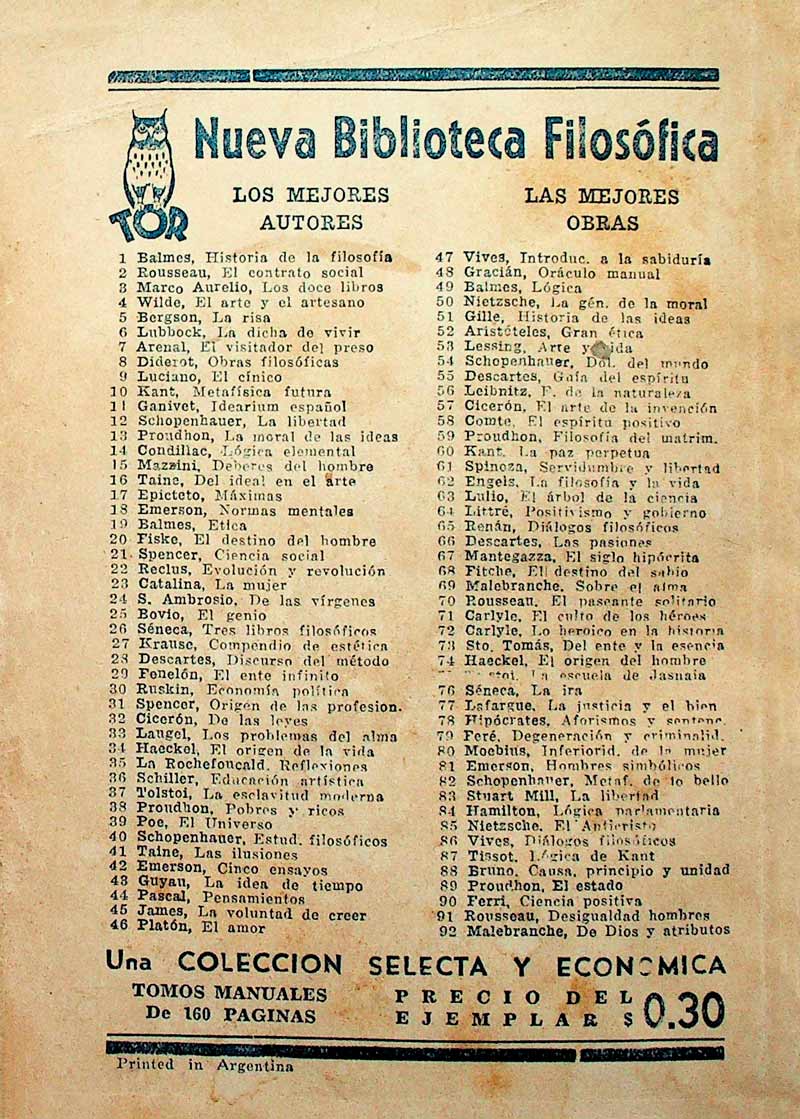 Nueva Biblioteca Filosófica
TOR
LOS MEJORES
AUTORES
1 Balmes, Historia de la filosofía
2 Rousseau, El contrato social
3 Marco Aurelio, Los doce libros
4 Wilde, El arte y el artesano
5 Bergson, La risa
6 Lubbock, La dicha de vivir
7 Arenal, El visitador del preso
8 Diderot, Obras filosóficas
9 Luciano, El cínico
10 Kant, Metafísica futura
11 Ganivet, Idearium español
12 Schopenhauer, La libertad
13 Proudhon, La moral de las ideas
14 Condillac, Lógica elemental
15 Mazzini, Deberes del hombre
16 Taine, Del ideal en el arte
17 Epicteto, Máximas
18 Emerson, Normas mentales
19 Balmes, Etica
20 Fiske, El destino del hombre
21 Spencer, Ciencia social
22 Reclus, Evolución y revolución
23 Catalina, La mujer
24 S. Ambrosio, De las vírgenes
25 Bovio, El genio
26 Séneca, Tres libros filosóficos
27 Krause, Compendio de estética
28 Descartes, Discurso del método
29 Fenelón, El ente infinito
30 Ruskin, Economía política
31 Spencer, Origen de las profesion.
32 Cicerón, De las leyes
33 Laugel, Los problemas del alma
34 Haeckel, El origen de la vida
35 La Rochefoucald. Reflexiones
36 Schiller, Educación artística
37 Tolstoi, La esclavitud moderna
38 Proudhon, Pobres y ricos
39 Poe, El Universo
40 Schopenhauer, Estud. filosóficos
41 Taine, Las ilusiones
42 Emerson, Cinco ensayos
43 Guyau, La idea de tiempo
44 Pascal, Pensamientos
45 James, La voluntad de creer
46 Platón, El amor
LAS MEJORES
OBRAS
47 Vives, Introduc. a la sabiduría
48 Gracián, Oráculo manual
49 Balmes, Lógica
50 Nietzsche, La gén. de la moral
51 Gille, Historia de las ideas
52 Aristóteles, Gran ética
53 Lessing, Arte y
54 Schopenhauer, Dol. del mundo
55 Descartes, Guía del espíritu
56 Leibnitz, F. de la naturaleza
57 Cicerón, El arte de la invención
58 Comte, El espíritu positivo
59 Proudhon, Filosofía del matrim.
60 Kant. La paz perpetua
61 Spinoza, Servidumbre y libertad
62 Engels, La filosofía y la vida
63 Lulio, El árbol de la ciencia
64 Littré, Positivismo y gobierno
65 Renán, Diálogos filosóficos
66 Descartes, Las pasiones
67 Mantegazza, El siglo hipócrita
68 Fitche, El destino del sabio
69 Malebranche. Sobre el alma
70 Rousseau. El paseante solitario
71 Carlyle. El culto de los héroes
72 Carlyle. Lo heroico en la historia
73 Sto. Tomás, Del ente y la esencia
74 Haeckel, El origen del hombre
La escuela de Jasnaia
76 Séneca, La ira
77 Lafargue, La justicia y el bien
78 Hipócrates, Aforismos y sentenc.
79 Feré, Degeneración y criminalid.
80 Moebius, Inferiorid. de la mujer
81 Emerson, Hombres simbólicos
82 Schopenhauer, Metaf. de lo bello
83 Stuart Mill, La libertad
84 Hamilton, Lógica parlamentaria
85 Nietzsche. El Anticristo
86 Vives, Diálogos filosóficos
87 Tissot. Lógica de Kant
88 Bruno. Causa, principio y unidad
89 Proudhon, El estado
90 Ferri, Ciencia positiva
91 Rousseau, Desigualdad hombres
92 Malebranche, De Dios y atributos
Una COLECCION SELECTA Y ECONOMICA
TOMOS MANUALES
De 160 PAGINAS
PRECIO DEL
EJEMPLAR $ 0.30
Printed in Argentina